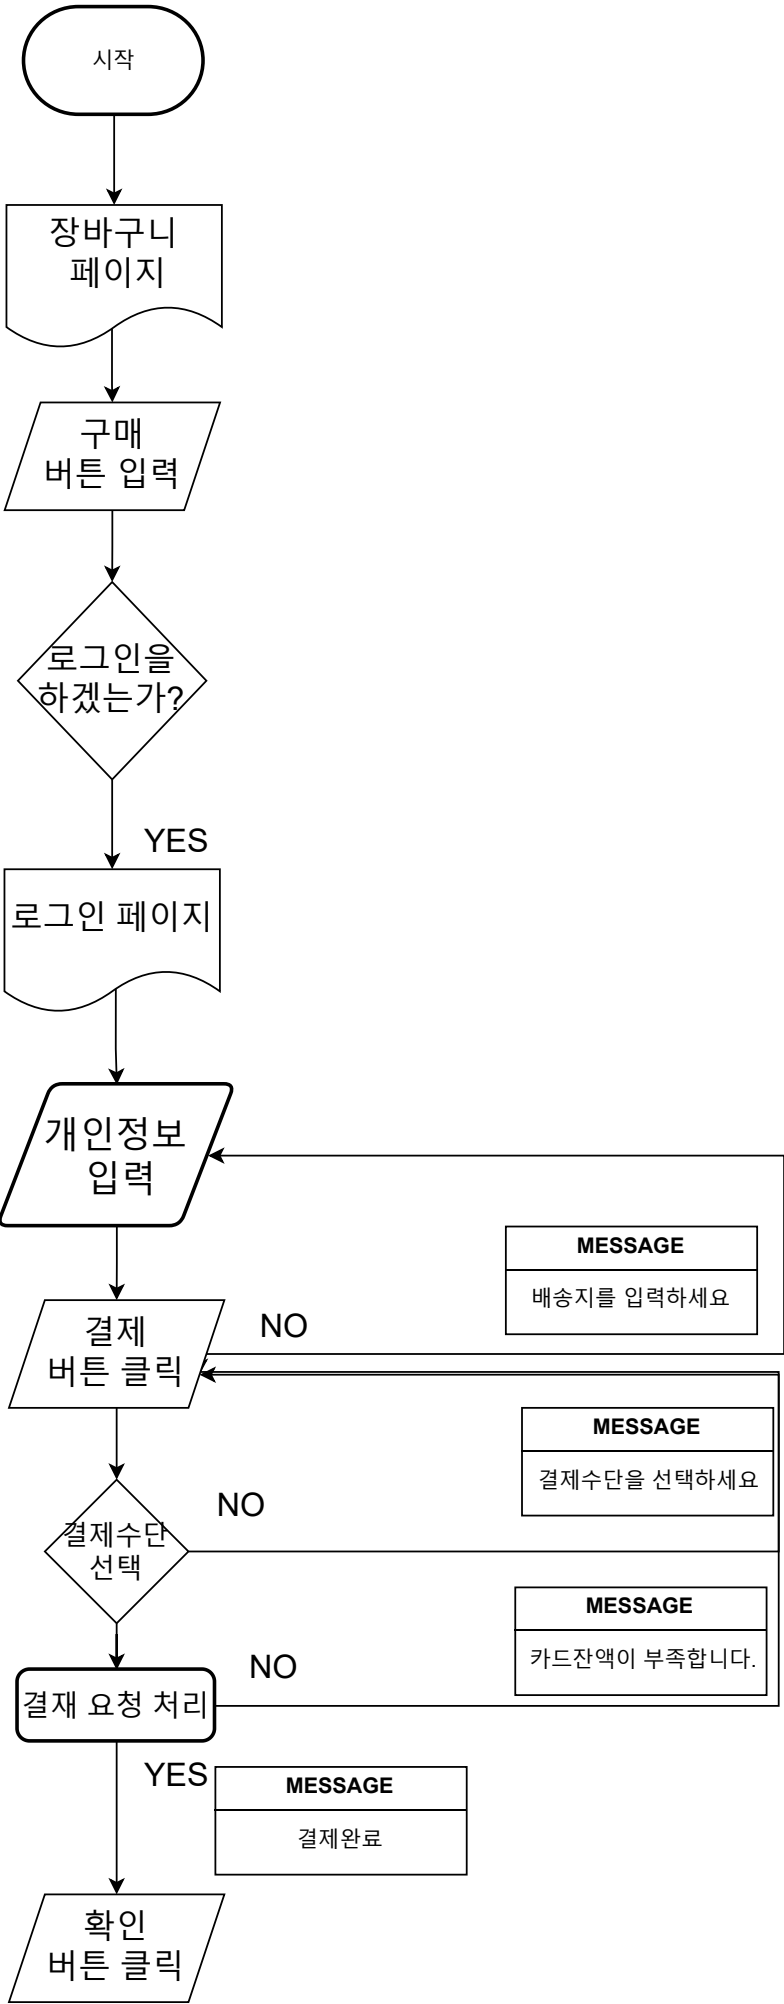 시작
장바구니
페이지
구매
버튼 입력
로그인을
하겠는가?
YES
로그인 페이지
개인정보
입력
MESSAGE
배송지를 입력하세요
결제
버튼 클릭
NO
MESSAGE
결제수단을 선택하세요
NO
결제수단
선택
MESSAGE
카드잔액이 부족합니다.
NO
결재 요청 처리
YES
MESSAGE
결제완료
확인
버튼 클릭